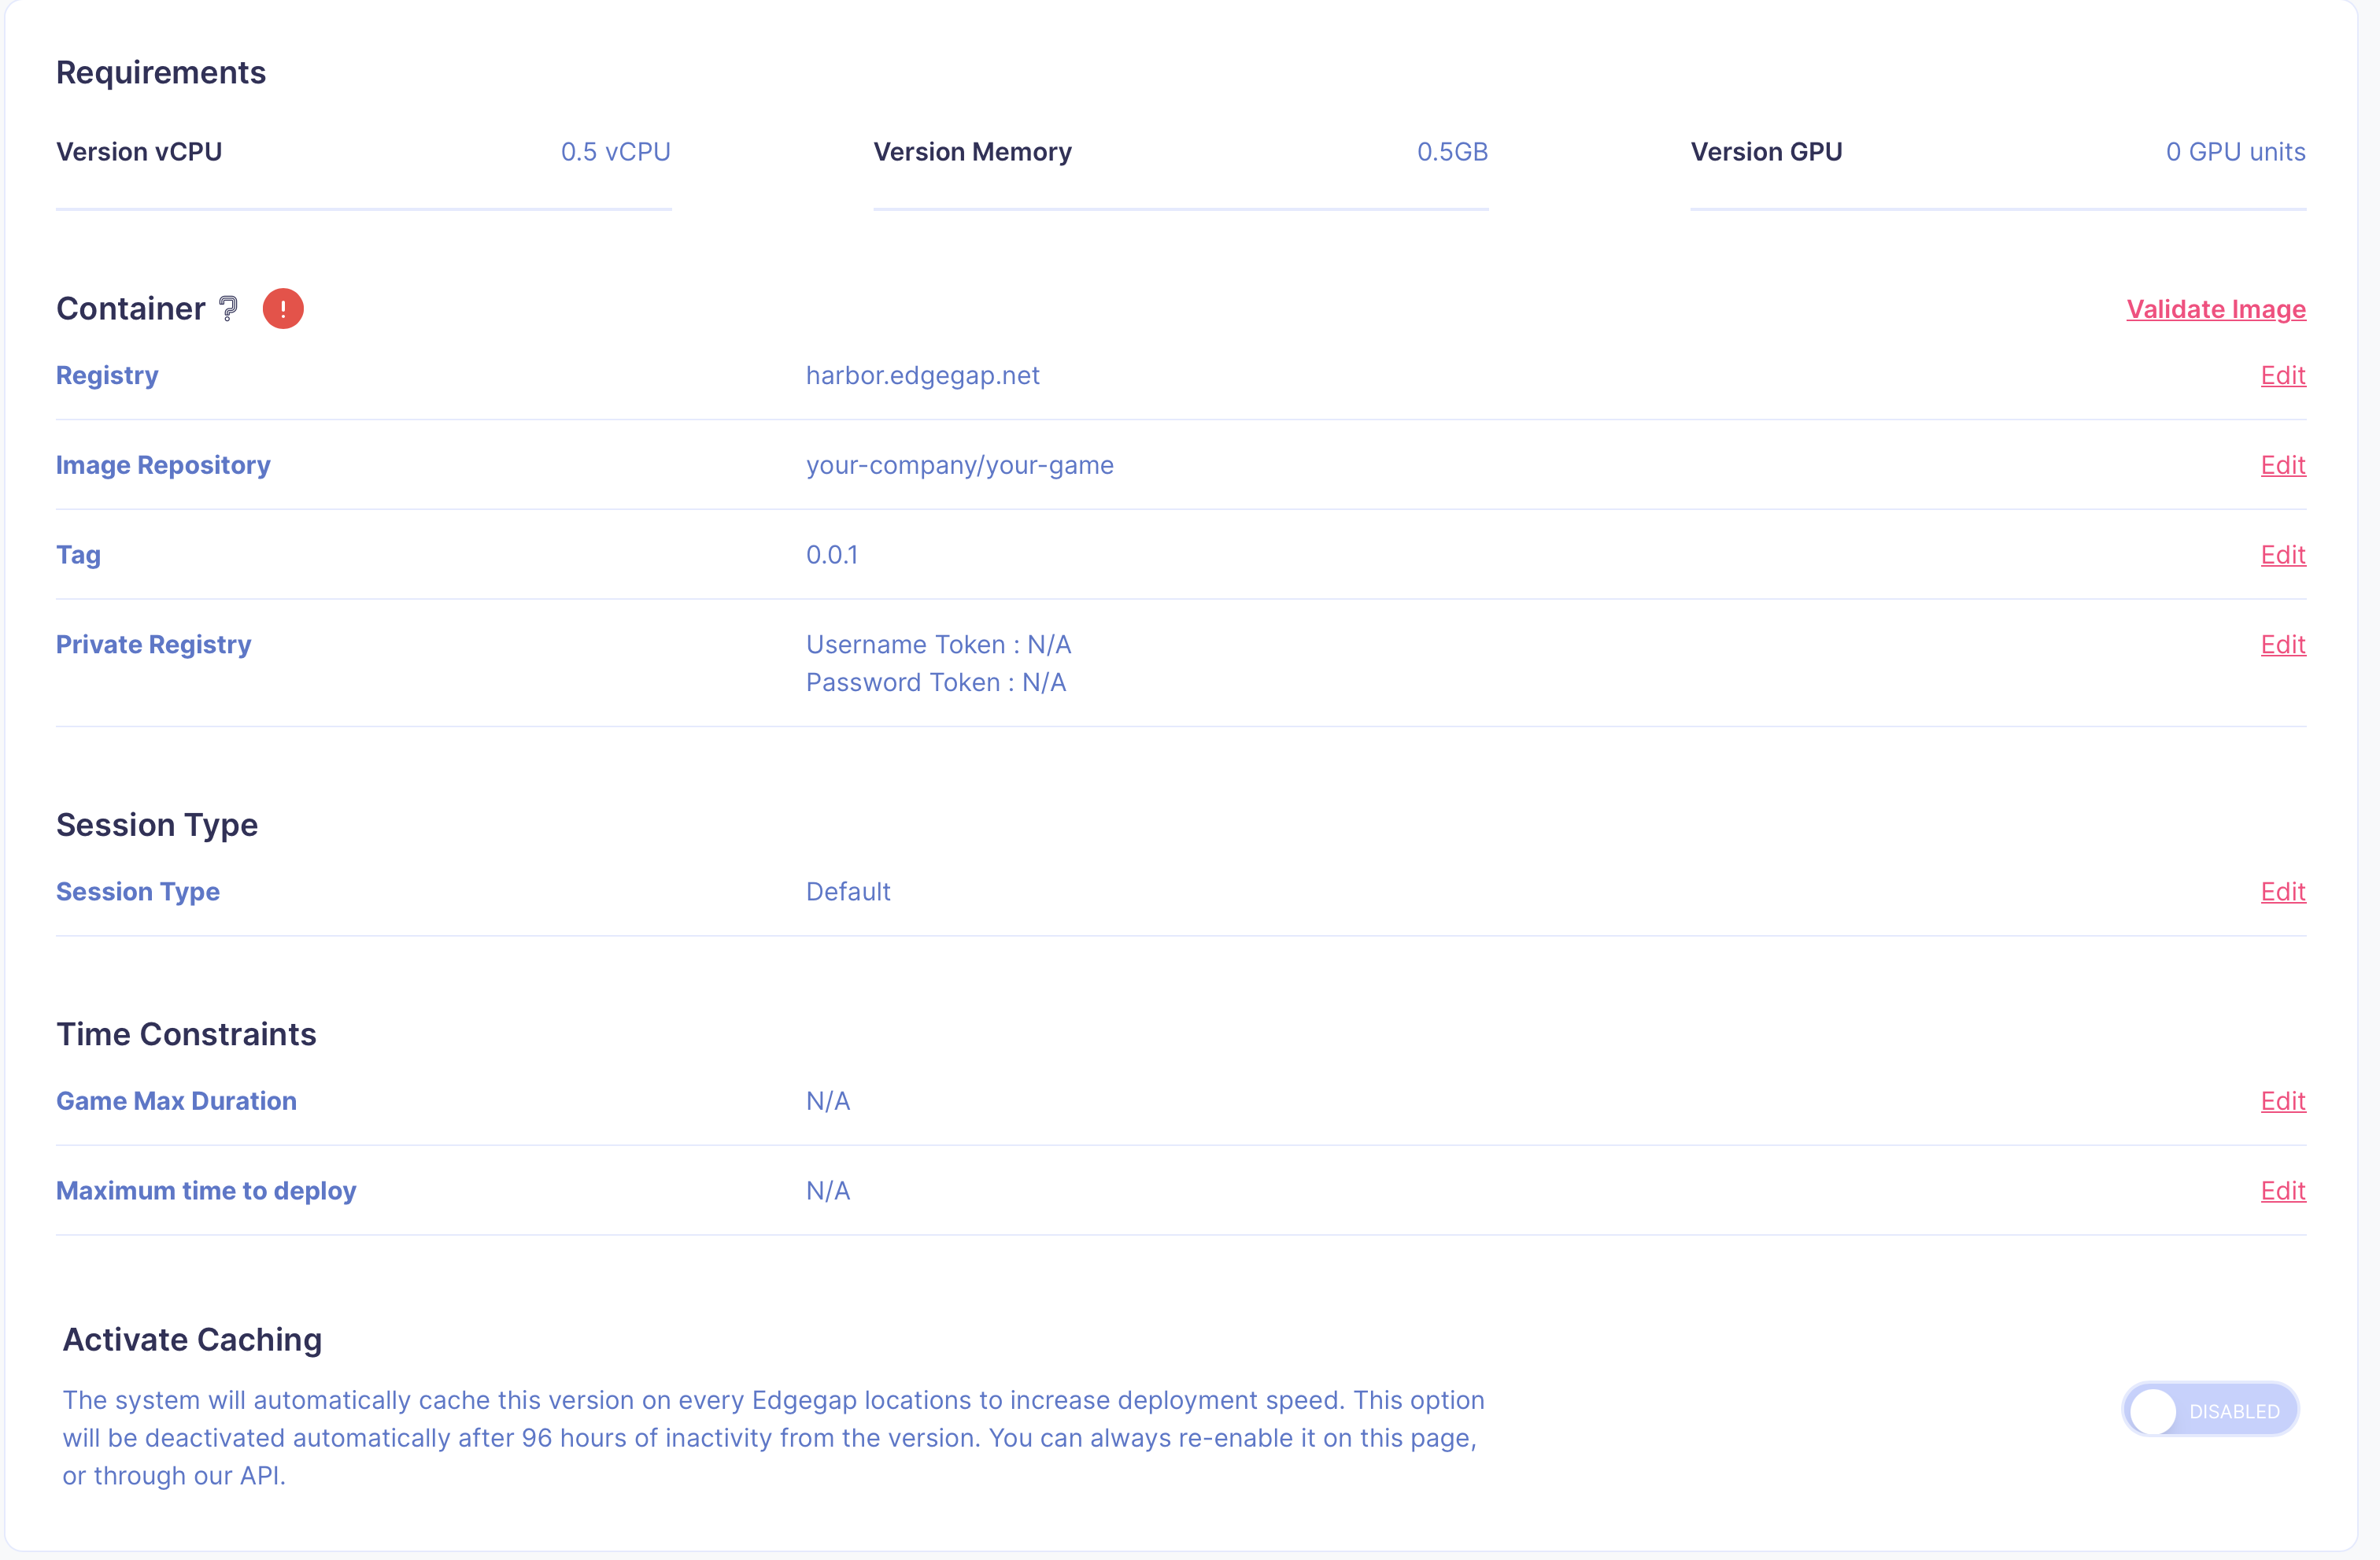 Requirements
Version vCPU 0.5 vCPU Version Memory 0.5GB Version GPU 0 GPU units
Container ? ! Validate Image
Registry harbor.edgegap.net Edit
Image Repository your-company/your-game Edit
Tag 0.0.1 Edit
Private Registry Username Token : N/A Edit
Password Token : N/A
Session Type
Session Type Default Edit
Time Constraints
Game Max Duration N/A Edit
Maximum time to deploy N/A Edit
Activate Caching
The system will automatically cache this version on every Edgegap locations to increase deployment speed. This option
will be deactivated automatically after 96 hours of inactivity from the version. You can always re-enable it on this page,
or through our API.
DISABLED